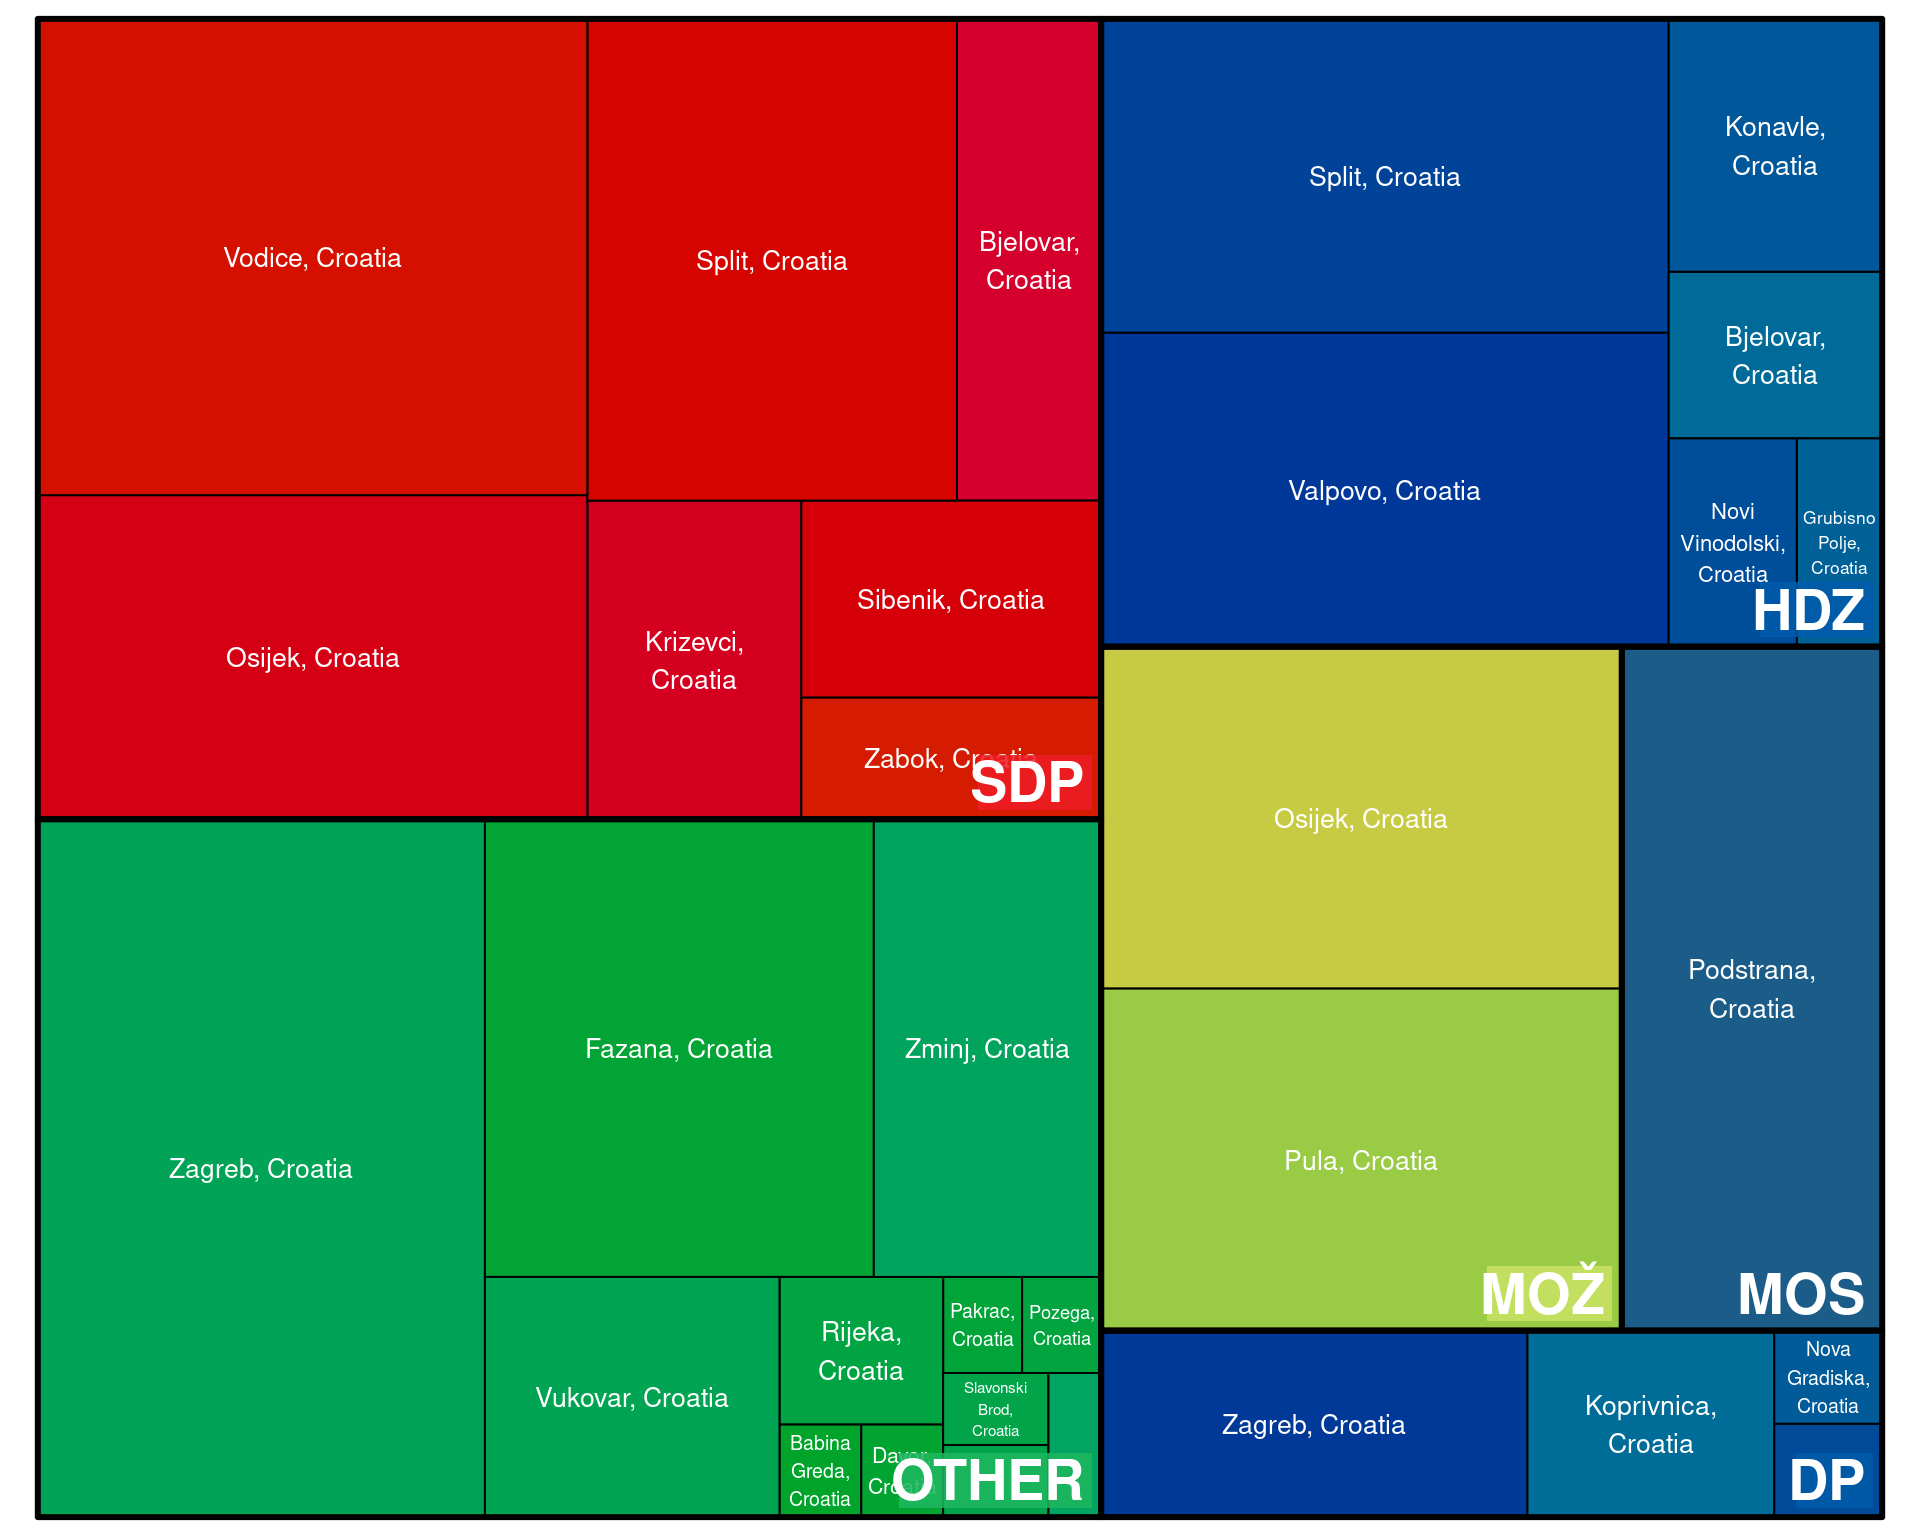 Vodice, Croatia
Split, Croatia
Bjelovar,
Croatia
Osijek, Croatia
Krizevci,
Croatia
Sibenik, Croatia
Zabok, Croatia
SDP
Split, Croatia
Konavle,
Croatia
Bjelovar,
Croatia
Valpovo, Croatia
Novi
Vinodolski,
Croatia
Grubisno
Polje,
Croatia
HDZ
Zagreb, Croatia
Fazana, Croatia
Zminj, Croatia
Vukovar, Croatia
Rijeka,
Croatia
Pakrac,
Croatia
Pozega,
Croatia
Slavonski
Brod,
Croatia
Babina
Greda,
Croatia
Davor,
Croatia
OTHER
Osijek, Croatia
Pula, Croatia
MOŽ
Podstrana,
Croatia
MOS
Zagreb, Croatia
Koprivnica,
Croatia
Nova
Gradiska,
Croatia
DP